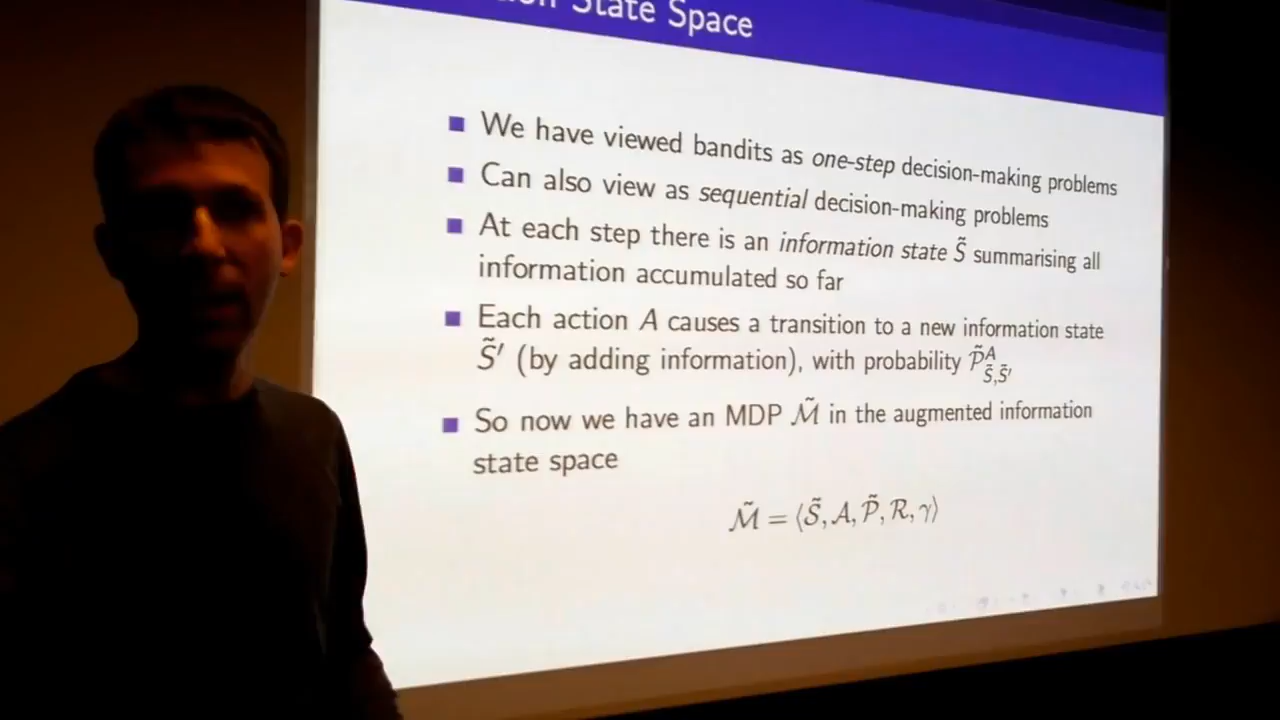 State Space
We have viewed bandits as one-step decision-making problems
Can also view as sequential decision-making problems
At each step there is an information state S̃ summarising all
information accumulated so far
Each action A causes a transition to a new information state
S̃′ (by adding information), with probability P̃^A_{S̃,S̃′}
So now we have an MDP M̃ in the augmented information
state space
M̃ = ⟨S̃, A, P̃, R, γ⟩